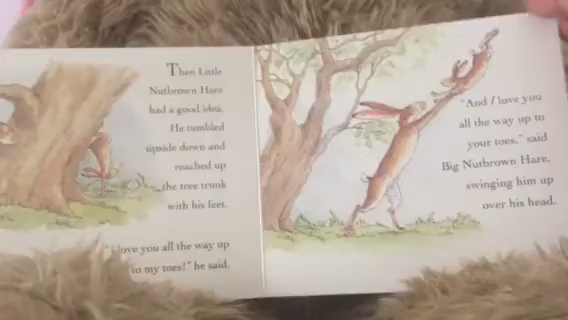 Then Little
Nutbrown Hare
had a good idea.
He tumbled
upside down and
reached up
the tree trunk
with his feet.
"I love you all the way up
to my toes!" he said.
"And I love you
all the way up to
your toes," said
Big Nutbrown Hare,
swinging him up
over his head.